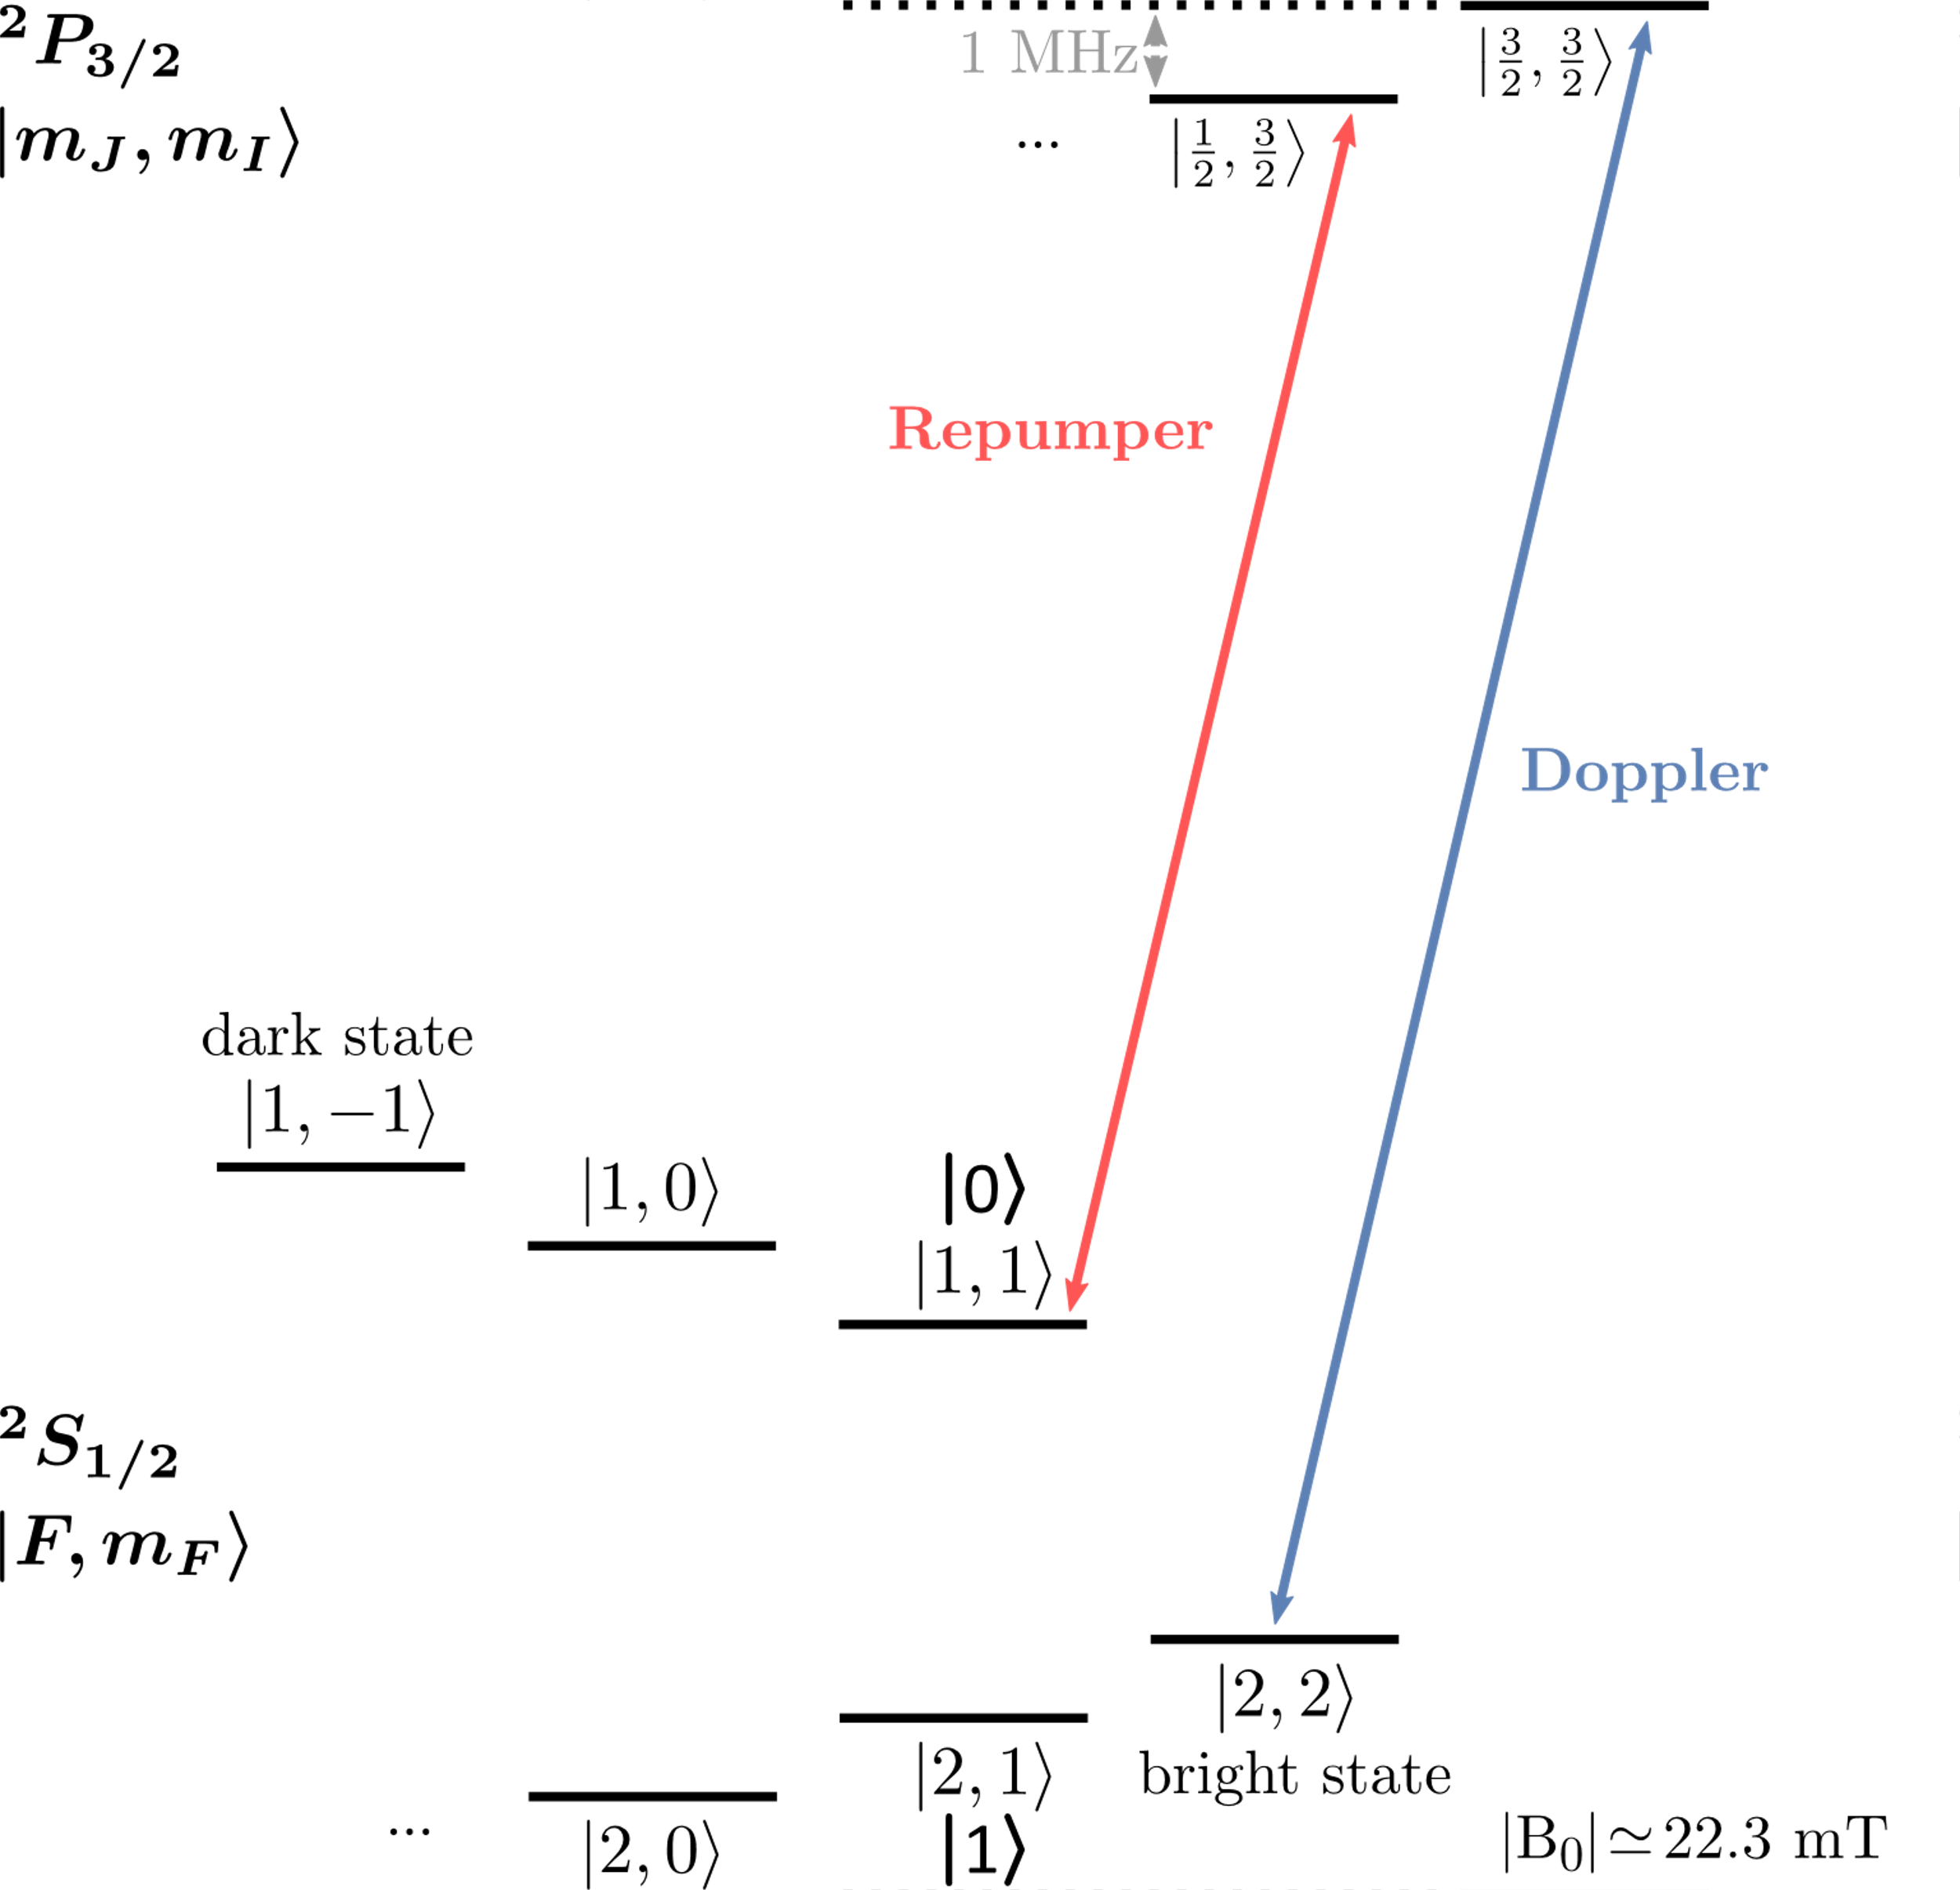 ²P₃/₂
|m_J, m_I⟩
1 MHz
|3/2, 3/2⟩
...
|1/2, 3/2⟩
Repumper
Doppler
dark state
|1, −1⟩
|1, 0⟩
|0⟩
|1, 1⟩
²S₁/₂
|F, m_F⟩
|2, 2⟩
bright state
|2, 1⟩
|1⟩
...
|2, 0⟩
|B₀| ≃ 22.3 mT